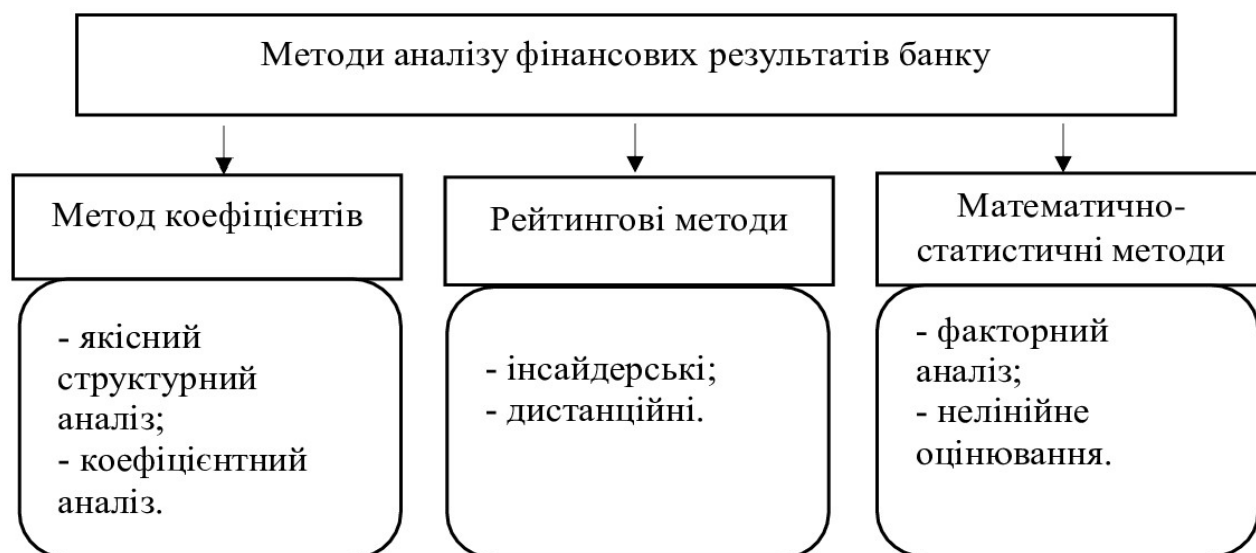 Методи аналізу фінансових результатів банку
Метод коефіцієнтів
- якісний
структурний
аналіз;
- коефіцієнтний
аналіз.
Рейтингові методи
- інсайдерські;
- дистанційні.
Математично-
статистичні методи
- факторний
аналіз;
- нелінійне
оцінювання.